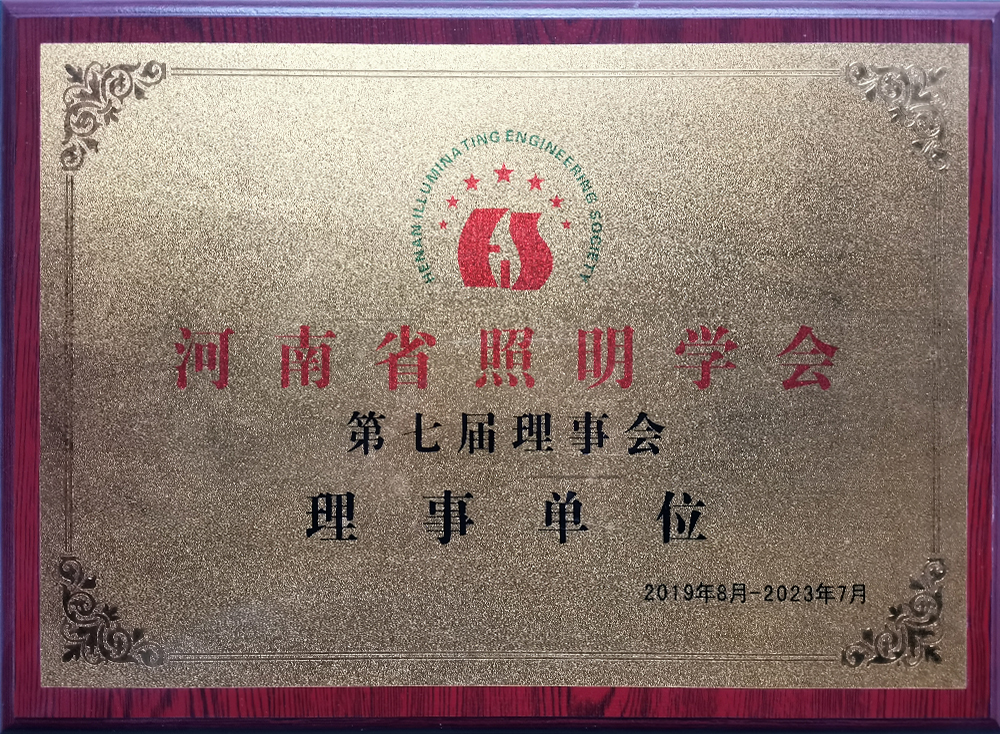 HENAN ILLUMINATING ENGINEERING SOCIETY
河南省照明学会
第七届理事会
理事单位
2019年8月-2023年7月